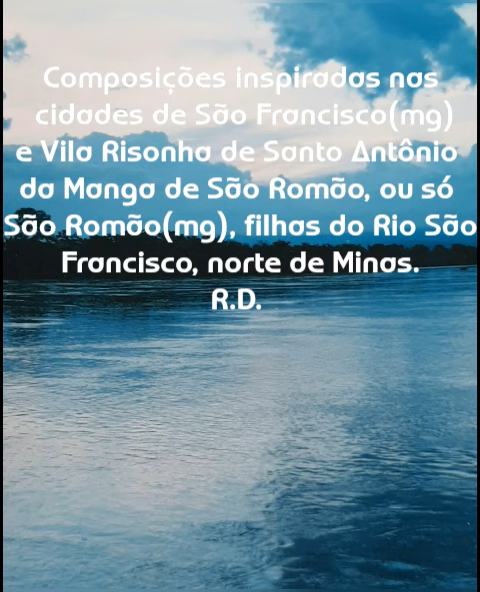 Composições inspiradas nas
cidades de São Francisco(mg)
e Vila Risonha de Santo Antônio
da Manga de São Romão, ou só
São Romão(mg), filhas do Rio São
Francisco, norte de Minas.
R.D.